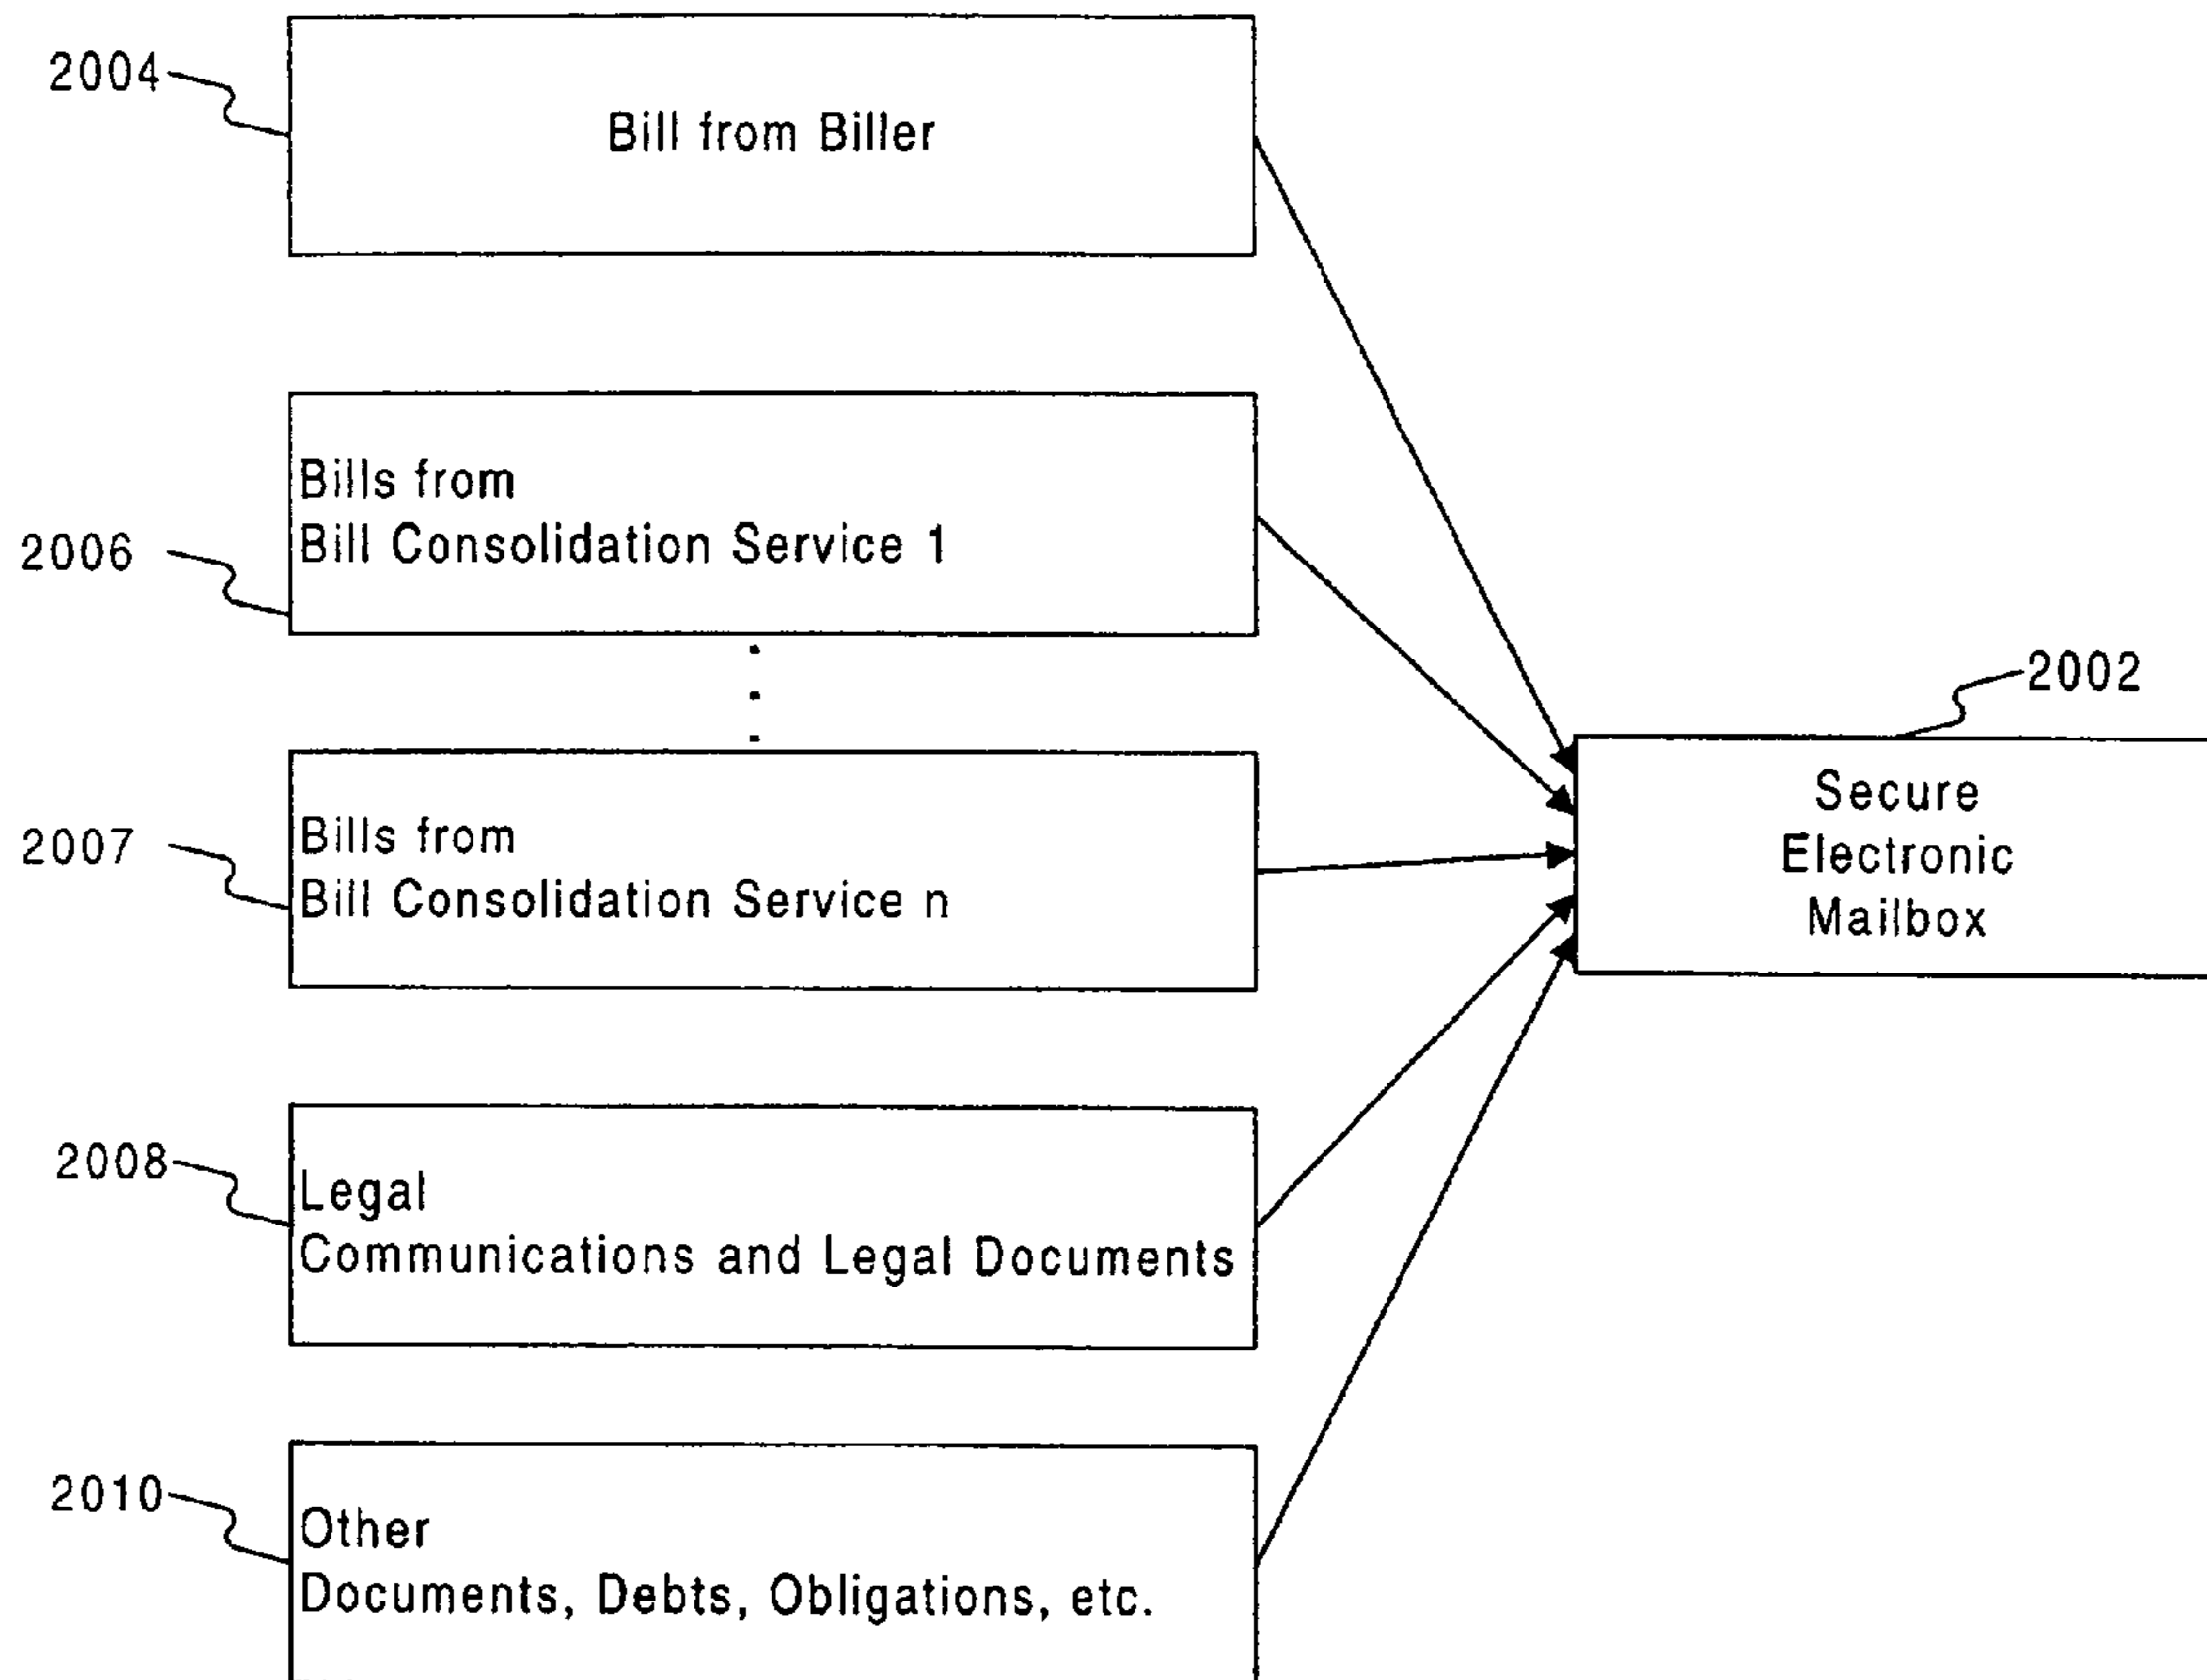 2004
Bill from Biller
Bills from
Bill Consolidation Service 1
2006
2002
Secure
Electronic
Mailbox
2007
Bills from
Bill Consolidation Service n
2008
Legal
Communications and Legal Documents
2010
Other
Documents, Debts, Obligations, etc.